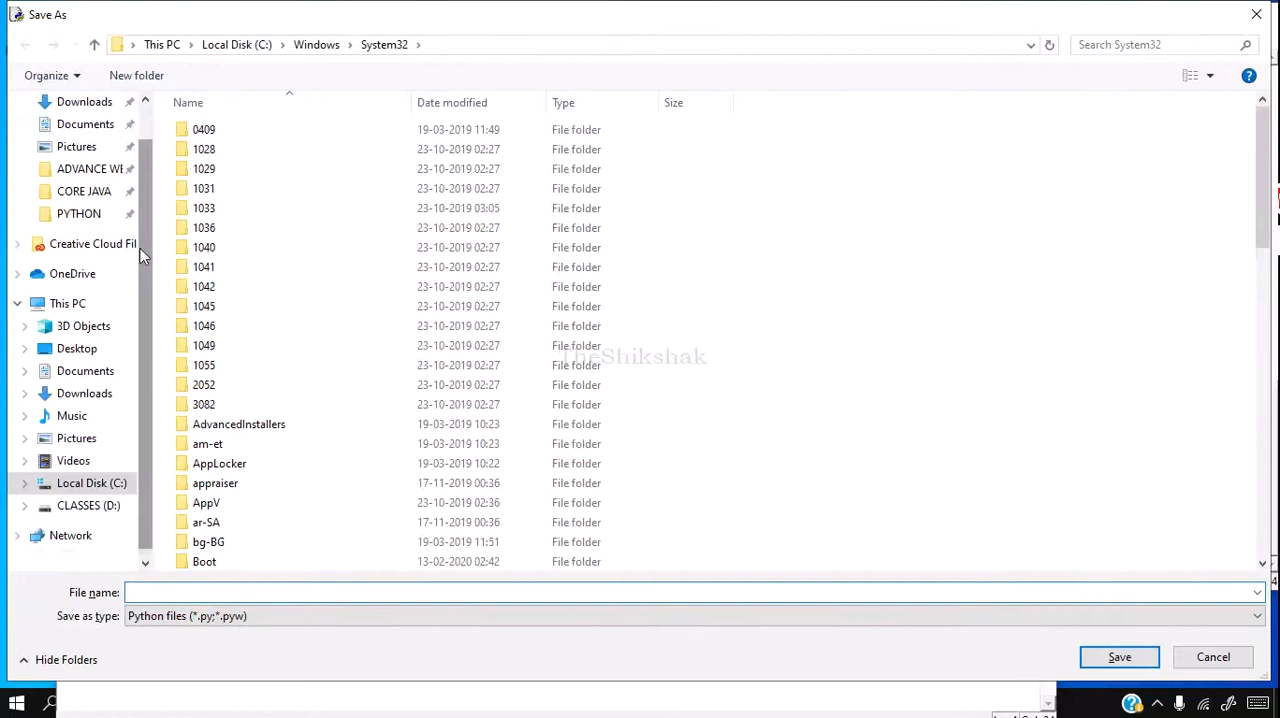 Save As
This PC Local Disk (C:) Windows System32
Search System32
Organize New folder
Name Date modified Type Size
Downloads
Documents
Pictures
ADVANCE WE
CORE JAVA
PYTHON
Creative Cloud Fil
OneDrive
This PC
3D Objects
Desktop
Documents
Downloads
Music
Pictures
Videos
Local Disk (C:)
CLASSES (D:)
Network
0409 19-03-2019 11:49 File folder
1028 23-10-2019 02:27 File folder
1029 23-10-2019 02:27 File folder
1031 23-10-2019 02:27 File folder
1033 23-10-2019 03:05 File folder
1036 23-10-2019 02:27 File folder
1040 23-10-2019 02:27 File folder
1041 23-10-2019 02:27 File folder
1042 23-10-2019 02:27 File folder
1045 23-10-2019 02:27 File folder
1046 23-10-2019 02:27 File folder
1049 23-10-2019 02:27 File folder
1055 23-10-2019 02:27 File folder
2052 23-10-2019 02:27 File folder
3082 23-10-2019 02:27 File folder
AdvancedInstallers 19-03-2019 10:23 File folder
am-et 19-03-2019 10:23 File folder
AppLocker 19-03-2019 10:22 File folder
appraiser 17-11-2019 00:36 File folder
AppV 23-10-2019 02:36 File folder
ar-SA 17-11-2019 00:36 File folder
bg-BG 19-03-2019 11:51 File folder
Boot 13-02-2020 02:42 File folder
TheShikshak
File name:
Save as type: Python files (*.py;*.pyw)
Hide Folders
Save Cancel